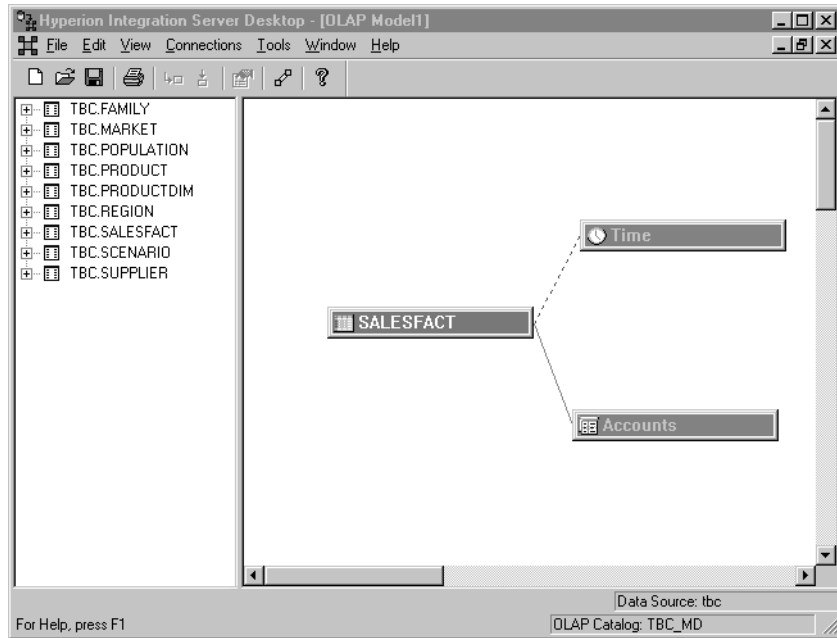 Hyperion Integration Server Desktop - [OLAP Model1]
File Edit View Connections Tools Window Help
TBC.FAMILY
TBC.MARKET
TBC.POPULATION
TBC.PRODUCT
TBC.PRODUCTDIM
TBC.REGION
TBC.SALESFACT
TBC.SCENARIO
TBC.SUPPLIER
Time
SALESFACT
Accounts
Data Source: tbc
For Help, press F1
OLAP Catalog: TBC_MD